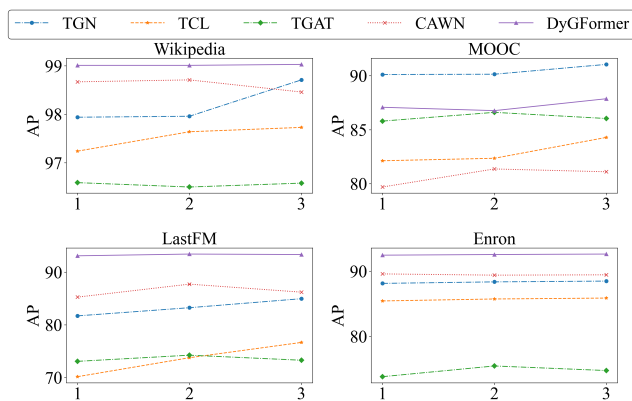 TGN TCL TGAT CAWN DyGFormer
Wikipedia
99
98
97
AP
1 2 3
MOOC
90
85
80
AP
1 2 3
LastFM
90
80
70
AP
1 2 3
Enron
90
80
AP
1 2 3